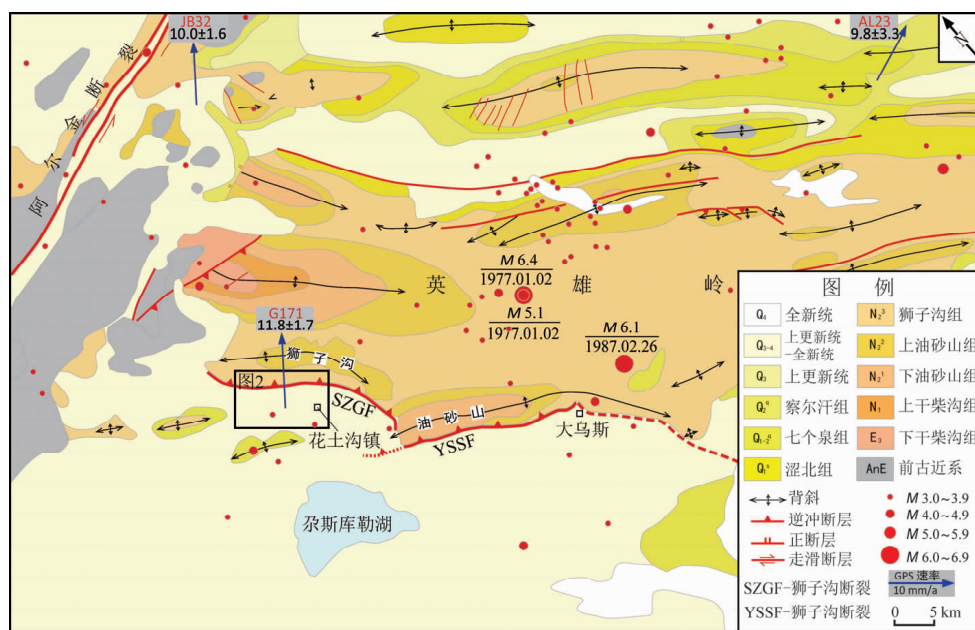 JB32
10.0±1.6
AL23
9.8±3.3
N
阿尔金断裂
M 6.4
1977.01.02
英雄岭
M 5.1
1977.01.02
M 6.1
1987.02.26
G171
11.8±1.7
狮子沟
图2
SZGF
花土沟镇
油砂山
YSSF
大乌斯
尕斯库勒湖
图 例
Q₄ 全新统
Q₃₋₄ 上更新统
-全新统
Q₃ 上更新统
察尔汗组
七个泉组
涩北组
N₂³ 狮子沟组
N₂² 上油砂山组
N₂¹ 下油砂山组
N₁ 上干柴沟组
E₃ 下干柴沟组
AnE 前古近系
背斜
逆冲断层
正断层
走滑断层
M 3.0~3.9
M 4.0~4.9
M 5.0~5.9
M 6.0~6.9
SZGF-狮子沟断裂
GPS 速率
10 mm/a
YSSF-狮子沟断裂
0 5 km